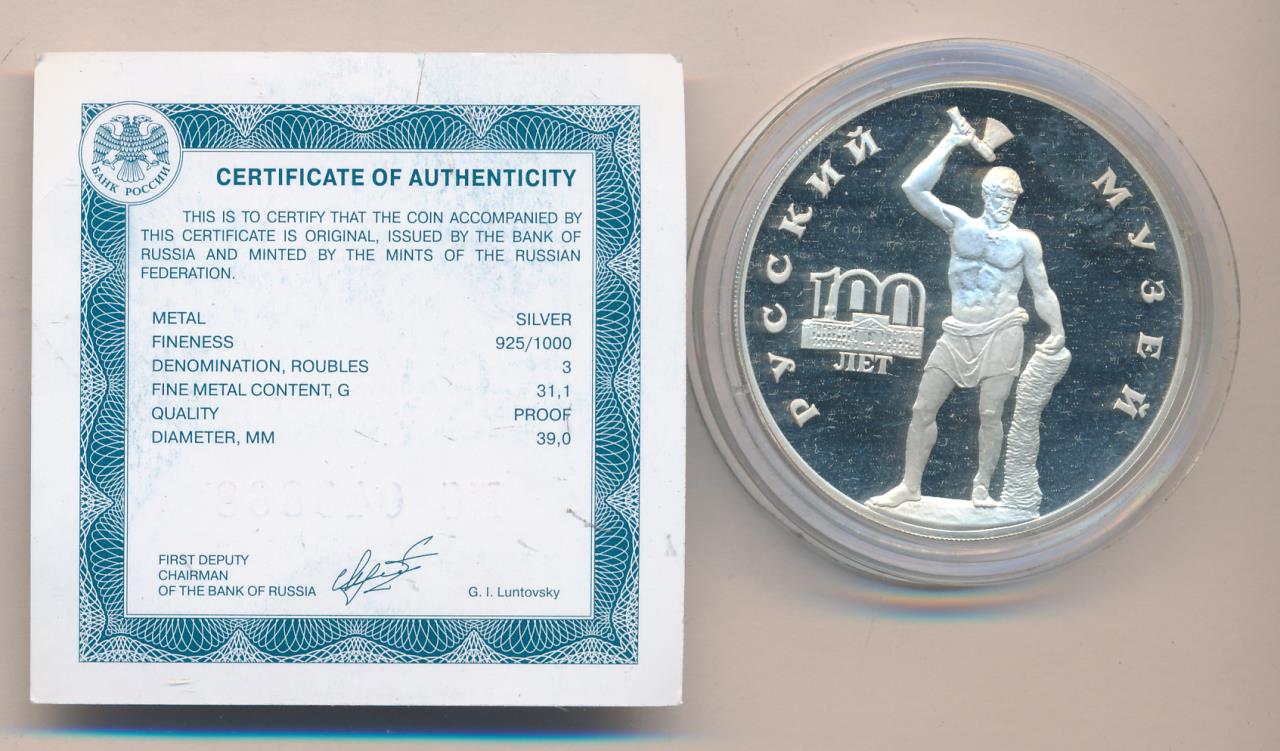 БАНК РОССИИ
CERTIFICATE OF AUTHENTICITY
THIS IS TO CERTIFY THAT THE COIN ACCOMPANIED BY
THIS CERTIFICATE IS ORIGINAL, ISSUED BY THE BANK OF
RUSSIA AND MINTED BY THE MINTS OF THE RUSSIAN
FEDERATION.
METAL SILVER
FINENESS 925/1000
DENOMINATION, ROUBLES 3
FINE METAL CONTENT, G 31,1
QUALITY PROOF
DIAMETER, MM 39,0
FIRST DEPUTY
CHAIRMAN
OF THE BANK OF RUSSIA
G. I. Luntovsky
РУССКИЙ МУЗЕЙ
100
ЛЕТ